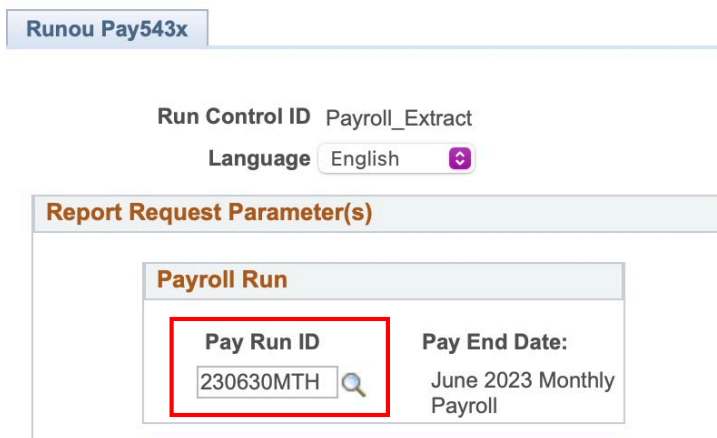 Runou Pay543x
Run Control ID Payroll_Extract
Language English
Report Request Parameter(s)
Payroll Run
Pay Run ID Pay End Date:
230630MTH June 2023 Monthly
Payroll